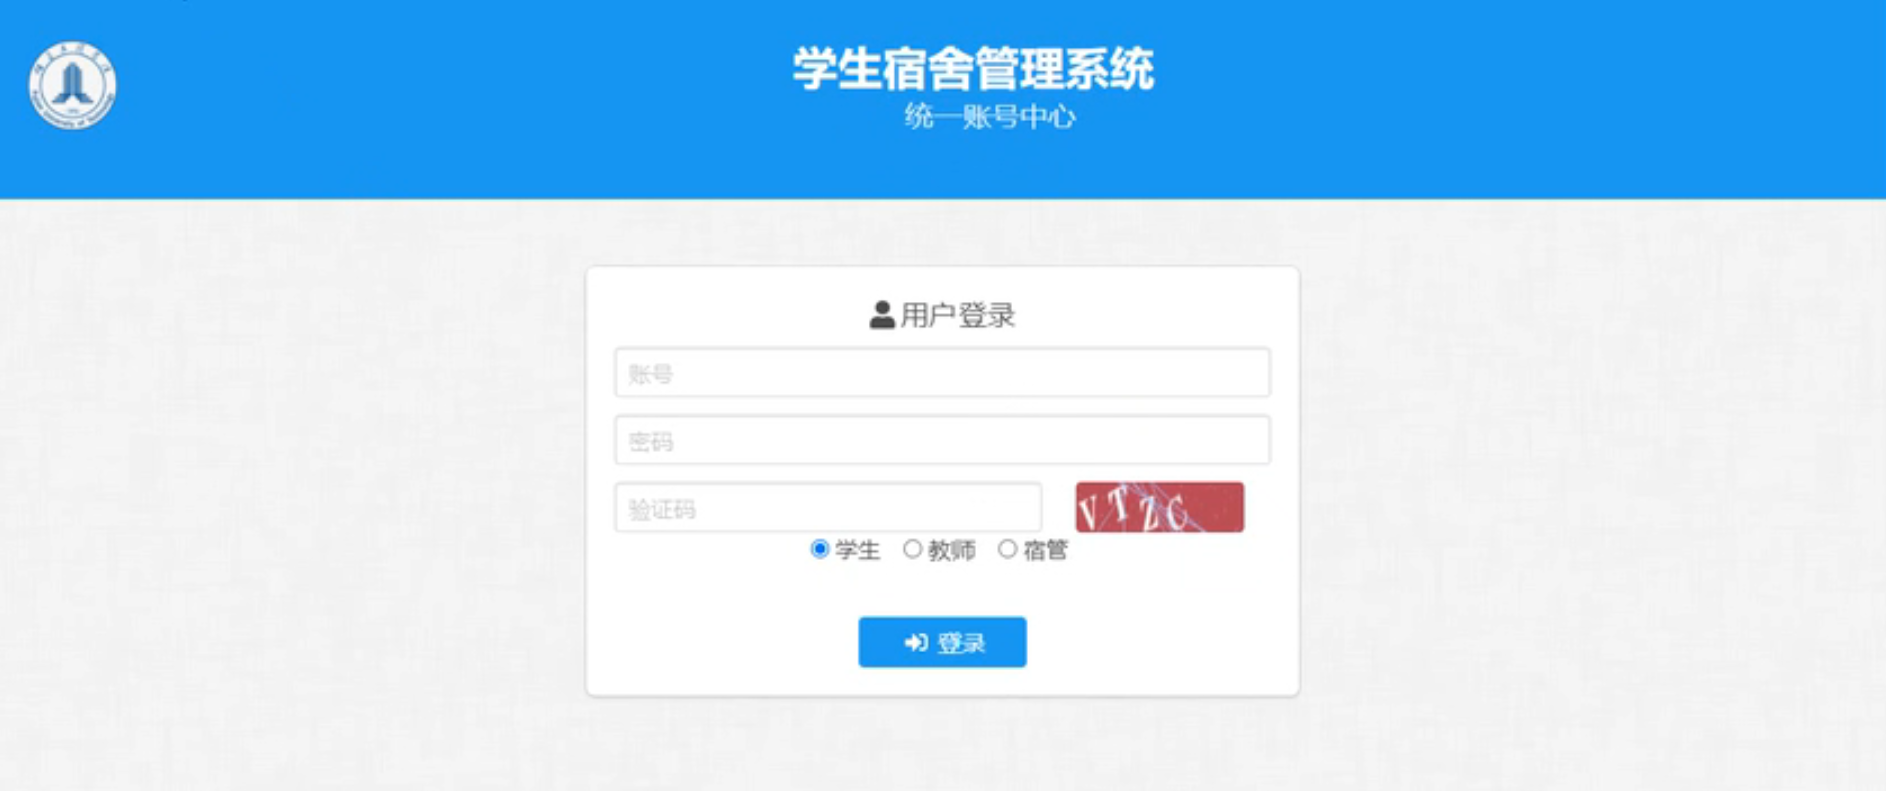 学生宿舍管理系统
统一账号中心
用户登录
账号
密码
验证码
VTZC
学生 教师 宿管
登录